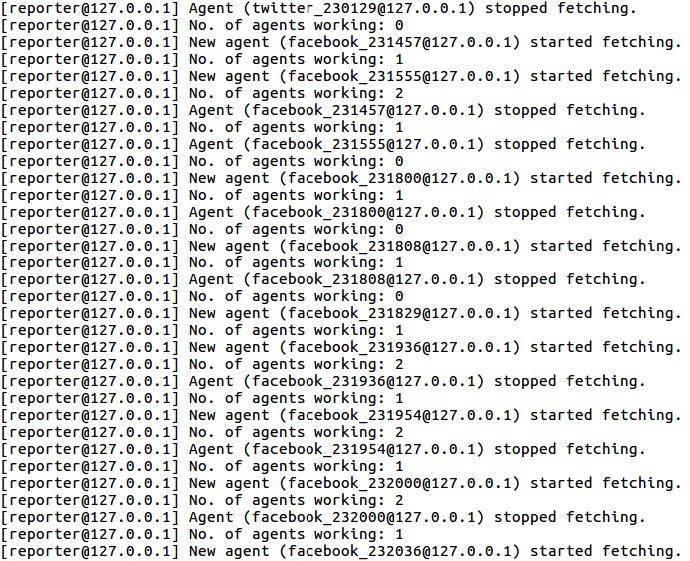 [reporter@127.0.0.1] Agent (twitter_230129@127.0.0.1) stopped fetching.
[reporter@127.0.0.1] No. of agents working: 0
[reporter@127.0.0.1] New agent (facebook_231457@127.0.0.1) started fetching.
[reporter@127.0.0.1] No. of agents working: 1
[reporter@127.0.0.1] New agent (facebook_231555@127.0.0.1) started fetching.
[reporter@127.0.0.1] No. of agents working: 2
[reporter@127.0.0.1] Agent (facebook_231457@127.0.0.1) stopped fetching.
[reporter@127.0.0.1] No. of agents working: 1
[reporter@127.0.0.1] Agent (facebook_231555@127.0.0.1) stopped fetching.
[reporter@127.0.0.1] No. of agents working: 0
[reporter@127.0.0.1] New agent (facebook_231800@127.0.0.1) started fetching.
[reporter@127.0.0.1] No. of agents working: 1
[reporter@127.0.0.1] Agent (facebook_231800@127.0.0.1) stopped fetching.
[reporter@127.0.0.1] No. of agents working: 0
[reporter@127.0.0.1] New agent (facebook_231808@127.0.0.1) started fetching.
[reporter@127.0.0.1] No. of agents working: 1
[reporter@127.0.0.1] Agent (facebook_231808@127.0.0.1) stopped fetching.
[reporter@127.0.0.1] No. of agents working: 0
[reporter@127.0.0.1] New agent (facebook_231829@127.0.0.1) started fetching.
[reporter@127.0.0.1] No. of agents working: 1
[reporter@127.0.0.1] New agent (facebook_231936@127.0.0.1) started fetching.
[reporter@127.0.0.1] No. of agents working: 2
[reporter@127.0.0.1] Agent (facebook_231936@127.0.0.1) stopped fetching.
[reporter@127.0.0.1] No. of agents working: 1
[reporter@127.0.0.1] New agent (facebook_231954@127.0.0.1) started fetching.
[reporter@127.0.0.1] No. of agents working: 2
[reporter@127.0.0.1] Agent (facebook_231954@127.0.0.1) stopped fetching.
[reporter@127.0.0.1] No. of agents working: 1
[reporter@127.0.0.1] New agent (facebook_232000@127.0.0.1) started fetching.
[reporter@127.0.0.1] No. of agents working: 2
[reporter@127.0.0.1] Agent (facebook_232000@127.0.0.1) stopped fetching.
[reporter@127.0.0.1] No. of agents working: 1
[reporter@127.0.0.1] New agent (facebook_232036@127.0.0.1) started fetching.